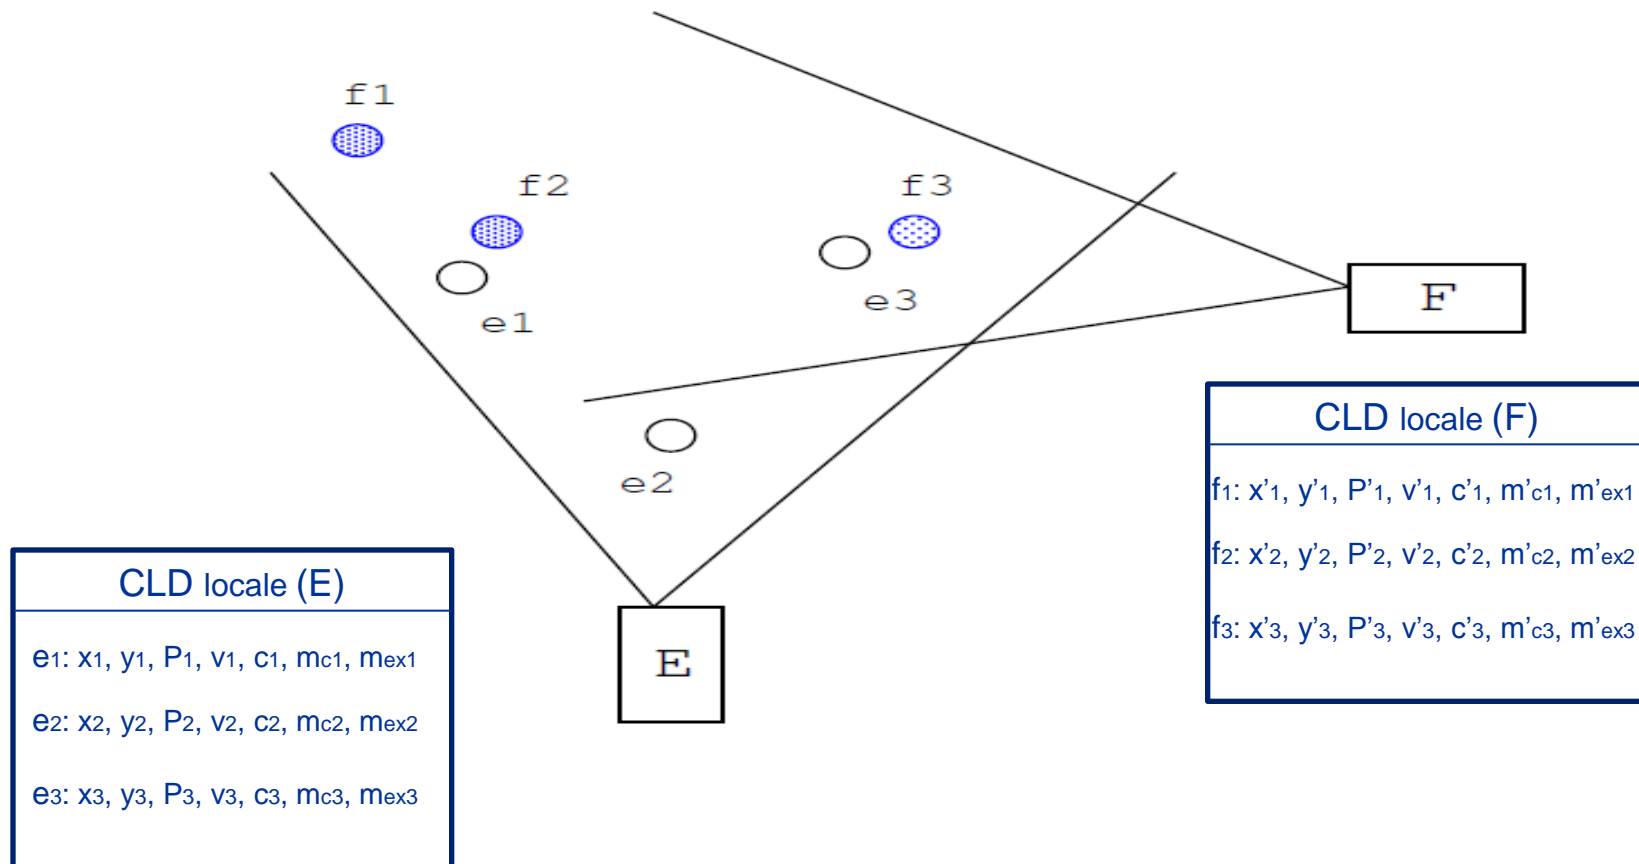 f1
f2
f3
e1
e3
F
e2
E
CLD locale (E)
e1: x1, y1, P1, v1, c1, mc1, mex1
e2: x2, y2, P2, v2, c2, mc2, mex2
e3: x3, y3, P3, v3, c3, mc3, mex3
CLD locale (F)
f1: x’1, y’1, P’1, v’1, c’1, m’c1, m’ex1
f2: x’2, y’2, P’2, v’2, c’2, m’c2, m’ex2
f3: x’3, y’3, P’3, v’3, c’3, m’c3, m’ex3